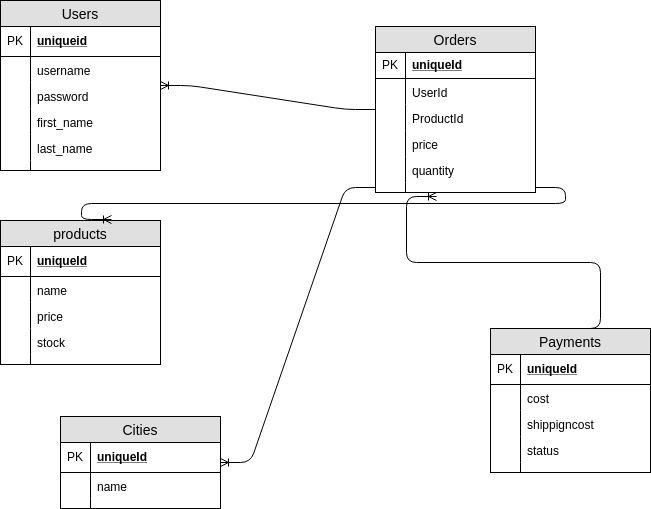 Users
PK uniqueid
username
password
first_name
last_name
Orders
PK uniqueId
UserId
ProductId
price
quantity
products
PK uniqueId
name
price
stock
Payments
PK uniqueId
cost
shippigncost
status
Cities
PK uniqueId
name